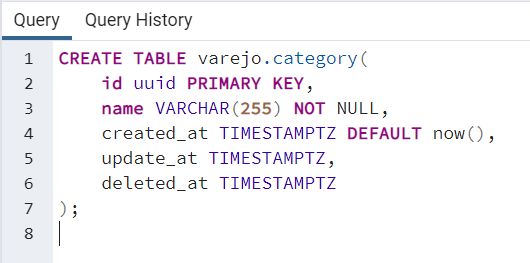 Query Query History
1 CREATE TABLE varejo.category(
2 id uuid PRIMARY KEY,
3 name VARCHAR(255) NOT NULL,
4 created_at TIMESTAMPTZ DEFAULT now(),
5 update_at TIMESTAMPTZ,
6 deleted_at TIMESTAMPTZ
7 );
8